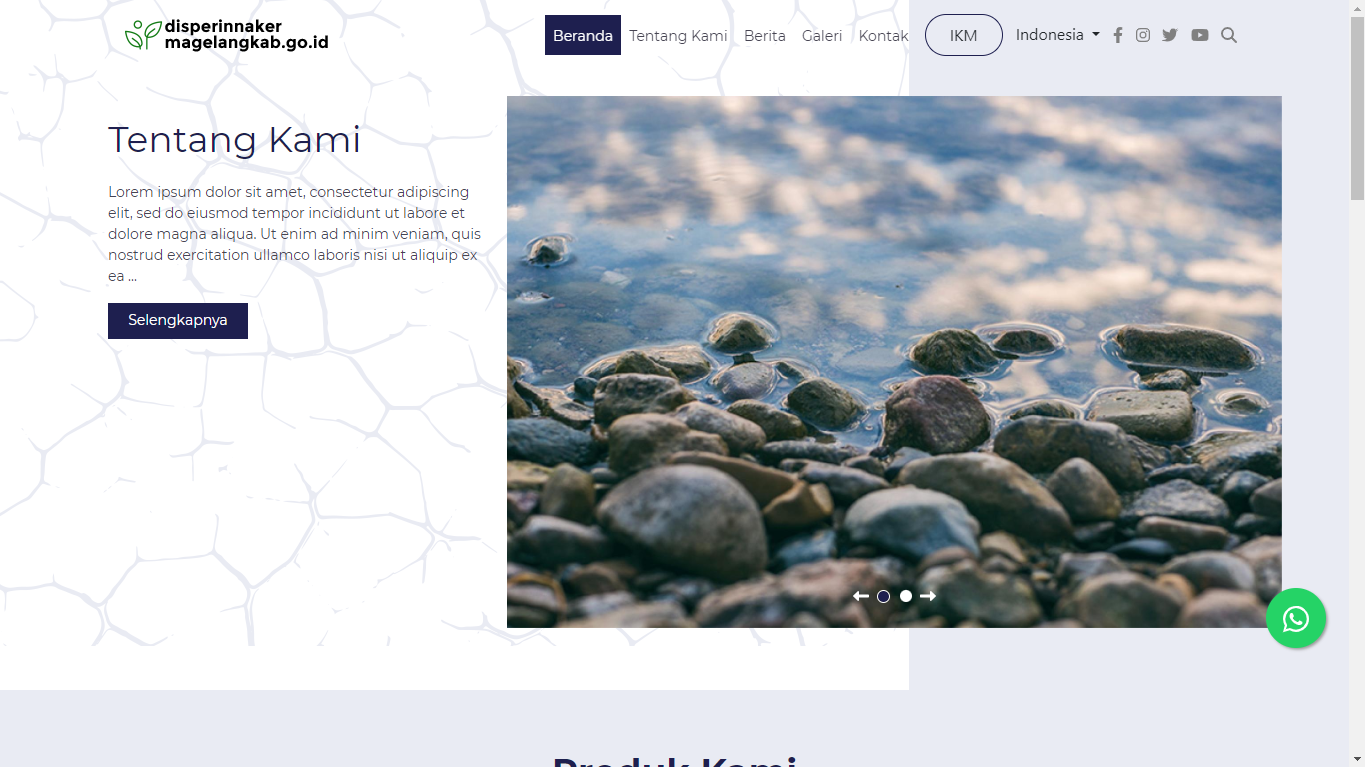 disperinnaker
magelangkab.go.id
Beranda Tentang Kami Berita Galeri Kontak IKM Indonesia
Tentang Kami
Lorem ipsum dolor sit amet, consectetur adipiscing
elit, sed do eiusmod tempor incididunt ut labore et
dolore magna aliqua. Ut enim ad minim veniam, quis
nostrud exercitation ullamco laboris nisi ut aliquip ex
ea ...
Selengkapnya
Produk Kami